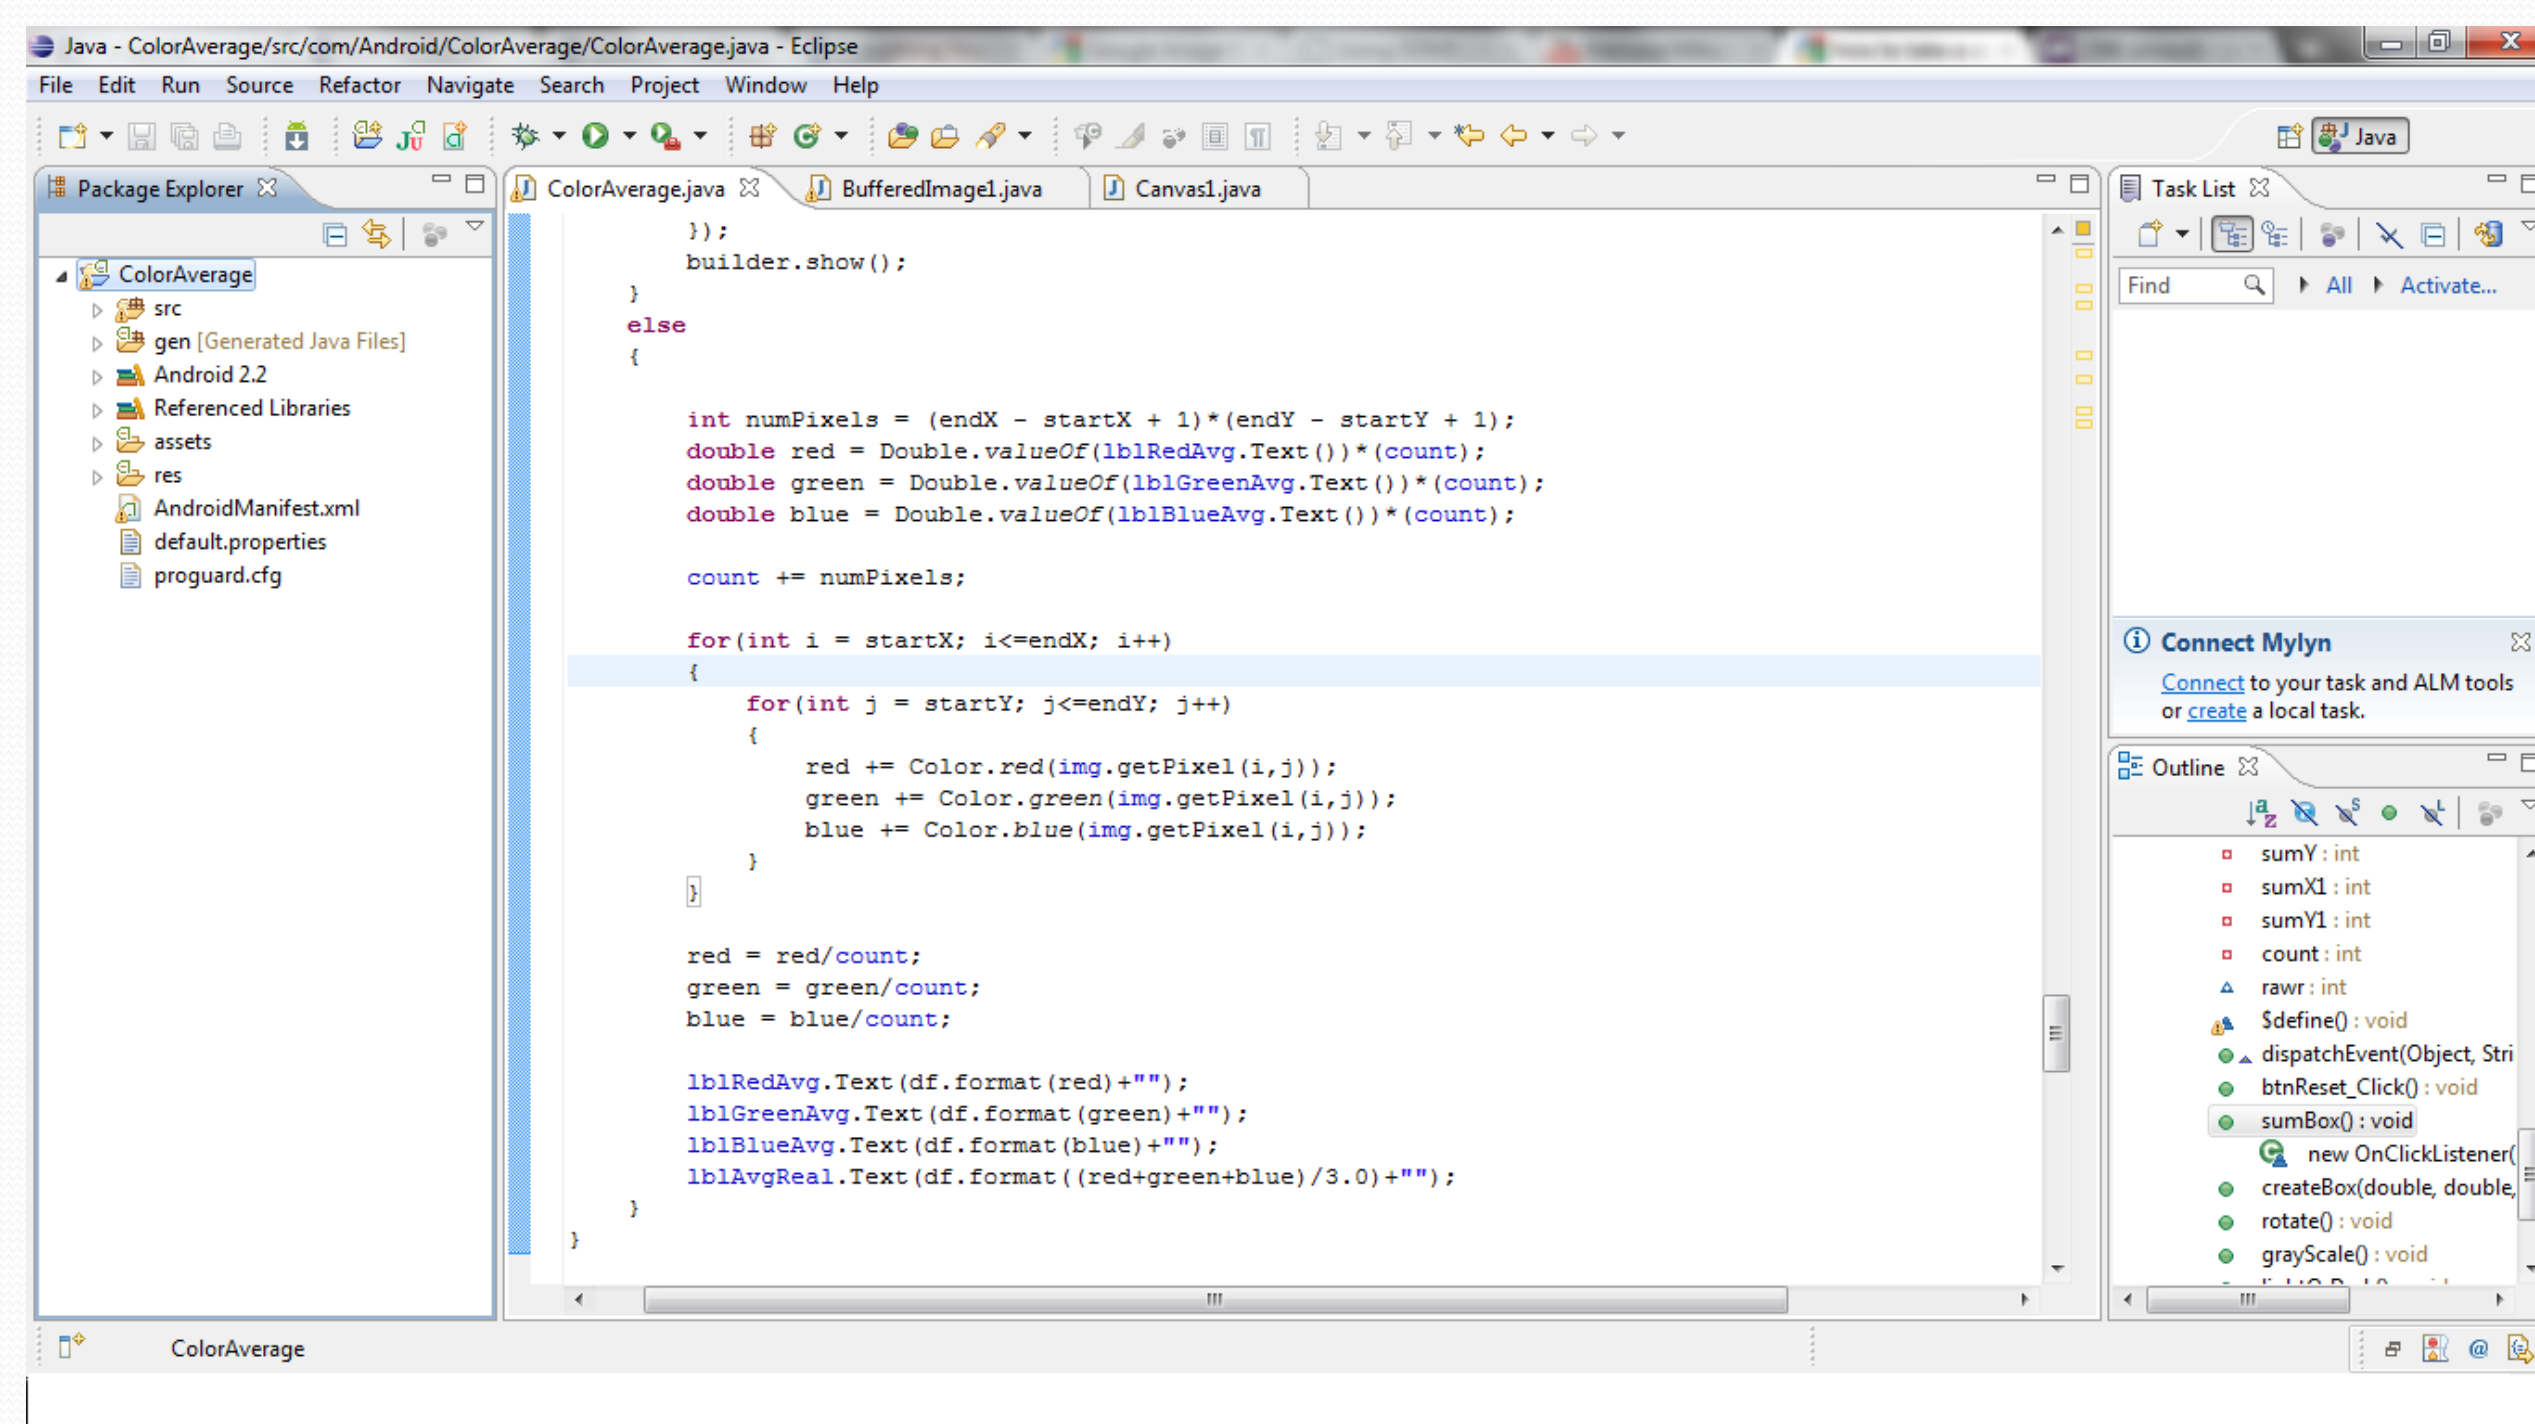 Java - ColorAverage/src/com/Android/ColorAverage/ColorAverage.java - Eclipse
File Edit Run Source Refactor Navigate Search Project Window Help
Java
Package Explorer
ColorAverage
src
gen [Generated Java Files]
Android 2.2
Referenced Libraries
assets
res
AndroidManifest.xml
default.properties
proguard.cfg
ColorAverage.java BufferedImage1.java Canvas1.java
});
builder.show();
}
else
{
int numPixels = (endX - startX + 1)*(endY - startY + 1);
double red = Double.valueOf(lblRedAvg.Text())*(count);
double green = Double.valueOf(lblGreenAvg.Text())*(count);
double blue = Double.valueOf(lblBlueAvg.Text())*(count);
count += numPixels;
for(int i = startX; i<=endX; i++)
{
for(int j = startY; j<=endY; j++)
{
red += Color.red(img.getPixel(i,j));
green += Color.green(img.getPixel(i,j));
blue += Color.blue(img.getPixel(i,j));
}
}
red = red/count;
green = green/count;
blue = blue/count;
lblRedAvg.Text(df.format(red)+"");
lblGreenAvg.Text(df.format(green)+"");
lblBlueAvg.Text(df.format(blue)+"");
lblAvgReal.Text(df.format((red+green+blue)/3.0)+"");
}
}
Task List
Find All Activate...
Connect Mylyn
Connect to your task and ALM tools
or create a local task.
Outline
sumY : int
sumX1 : int
sumY1 : int
count : int
rawr : int
$define() : void
dispatchEvent(Object, Stri
btnReset_Click() : void
sumBox() : void
new OnClickListener(
createBox(double, double,
rotate() : void
grayScale() : void
ColorAverage